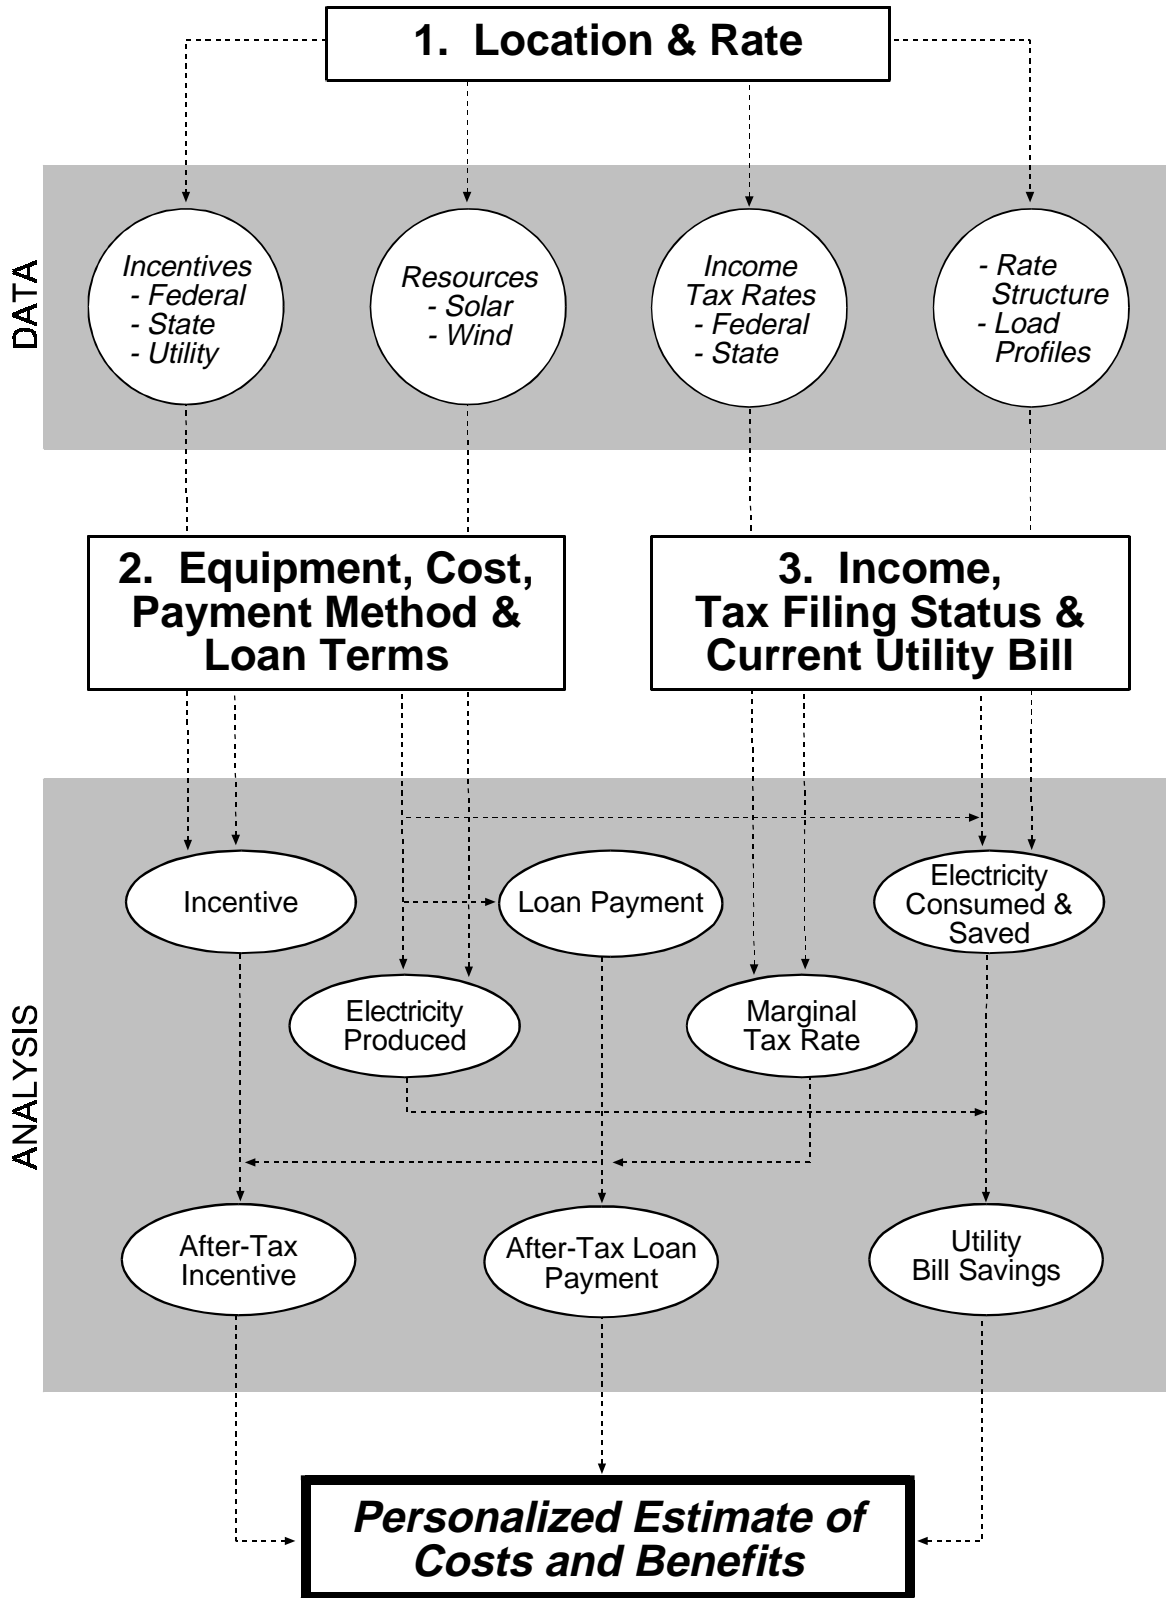 1. Location & Rate
DATA
Incentives
- Federal
- State
- Utility
Resources
- Solar
- Wind
Income
Tax Rates
- Federal
- State
- Rate
Structure
- Load
Profiles
2. Equipment, Cost,
Payment Method &
Loan Terms
3. Income,
Tax Filing Status &
Current Utility Bill
ANALYSIS
Incentive
Loan Payment
Electricity
Consumed &
Saved
Electricity
Produced
Marginal
Tax Rate
After-Tax
Incentive
After-Tax Loan
Payment
Utility
Bill Savings
Personalized Estimate of
Costs and Benefits